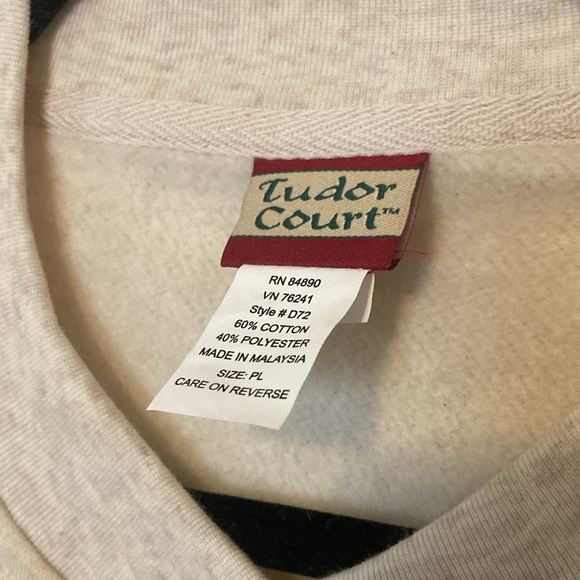 Tudor
Court™
RN 84890
VN 76241
Style # D72
60% COTTON
40% POLYESTER
MADE IN MALAYSIA
SIZE: PL
CARE ON REVERSE